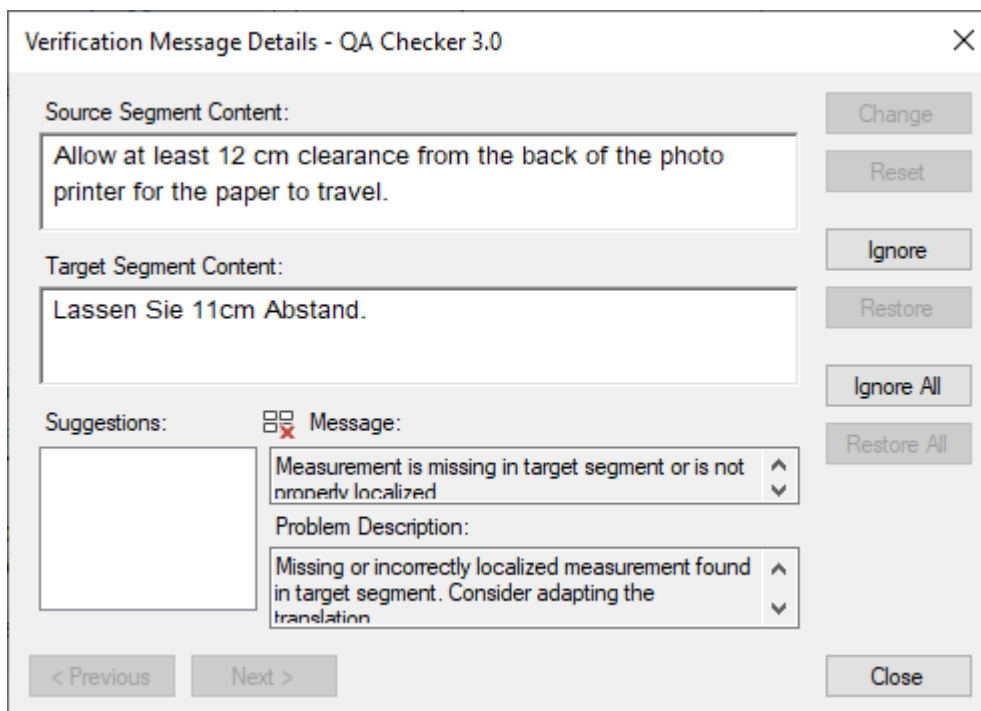 Verification Message Details - QA Checker 3.0
Source Segment Content:
Allow at least 12 cm clearance from the back of the photo
printer for the paper to travel.
Target Segment Content:
Lassen Sie 11cm Abstand.
Suggestions:
Message:
Measurement is missing in target segment or is not
properly localized
Problem Description:
Missing or incorrectly localized measurement found
in target segment. Consider adapting the
translation
Change
Reset
Ignore
Restore
Ignore All
Restore All
< Previous
Next >
Close